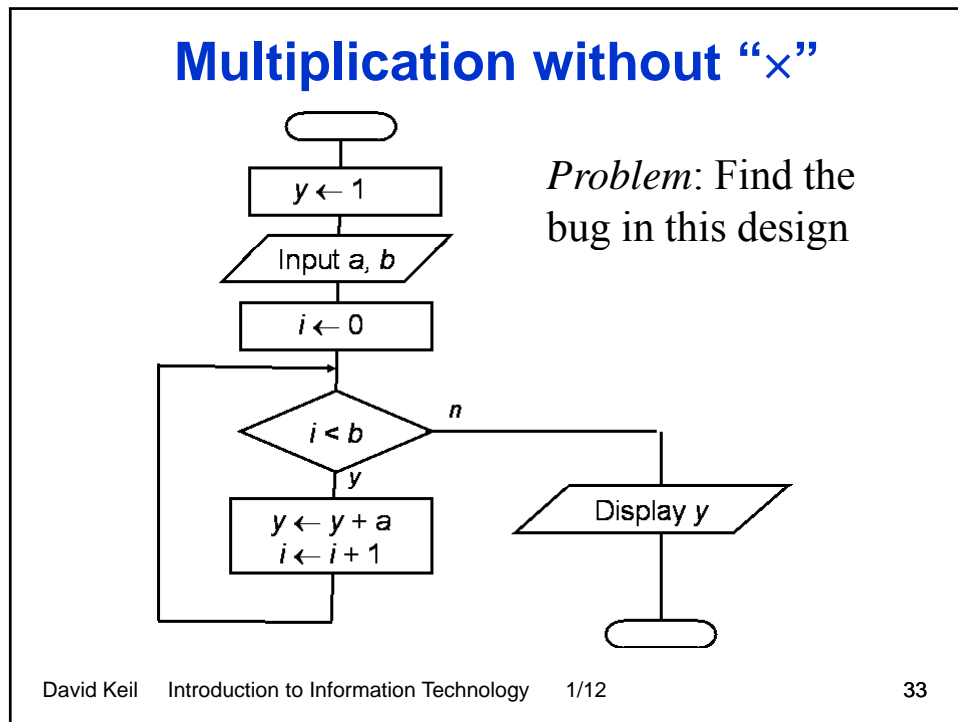 Multiplication without “×”
Problem: Find the
bug in this design
y ← 1
Input a, b
i ← 0
i < b
n
y
y ← y + a
i ← i + 1
Display y
David Keil Introduction to Information Technology 1/12 33